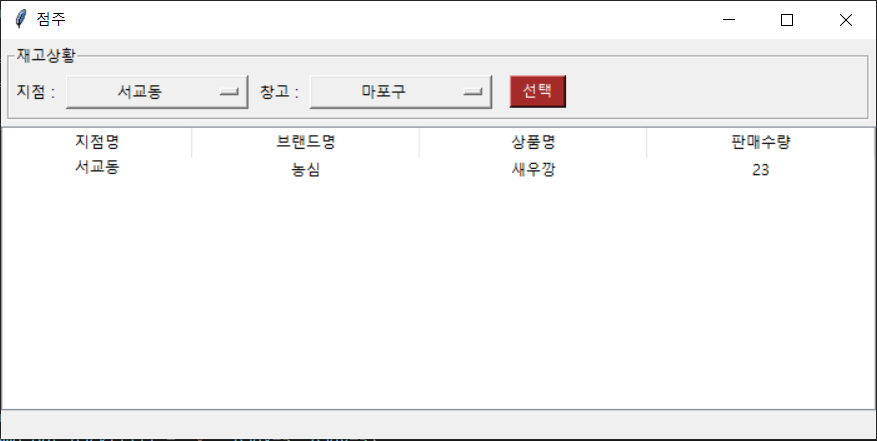 점주
재고상황
지점 : 서교동 창고 : 마포구 선택
지점명 브랜드명 상품명 판매수량
서교동 농심 새우깡 23